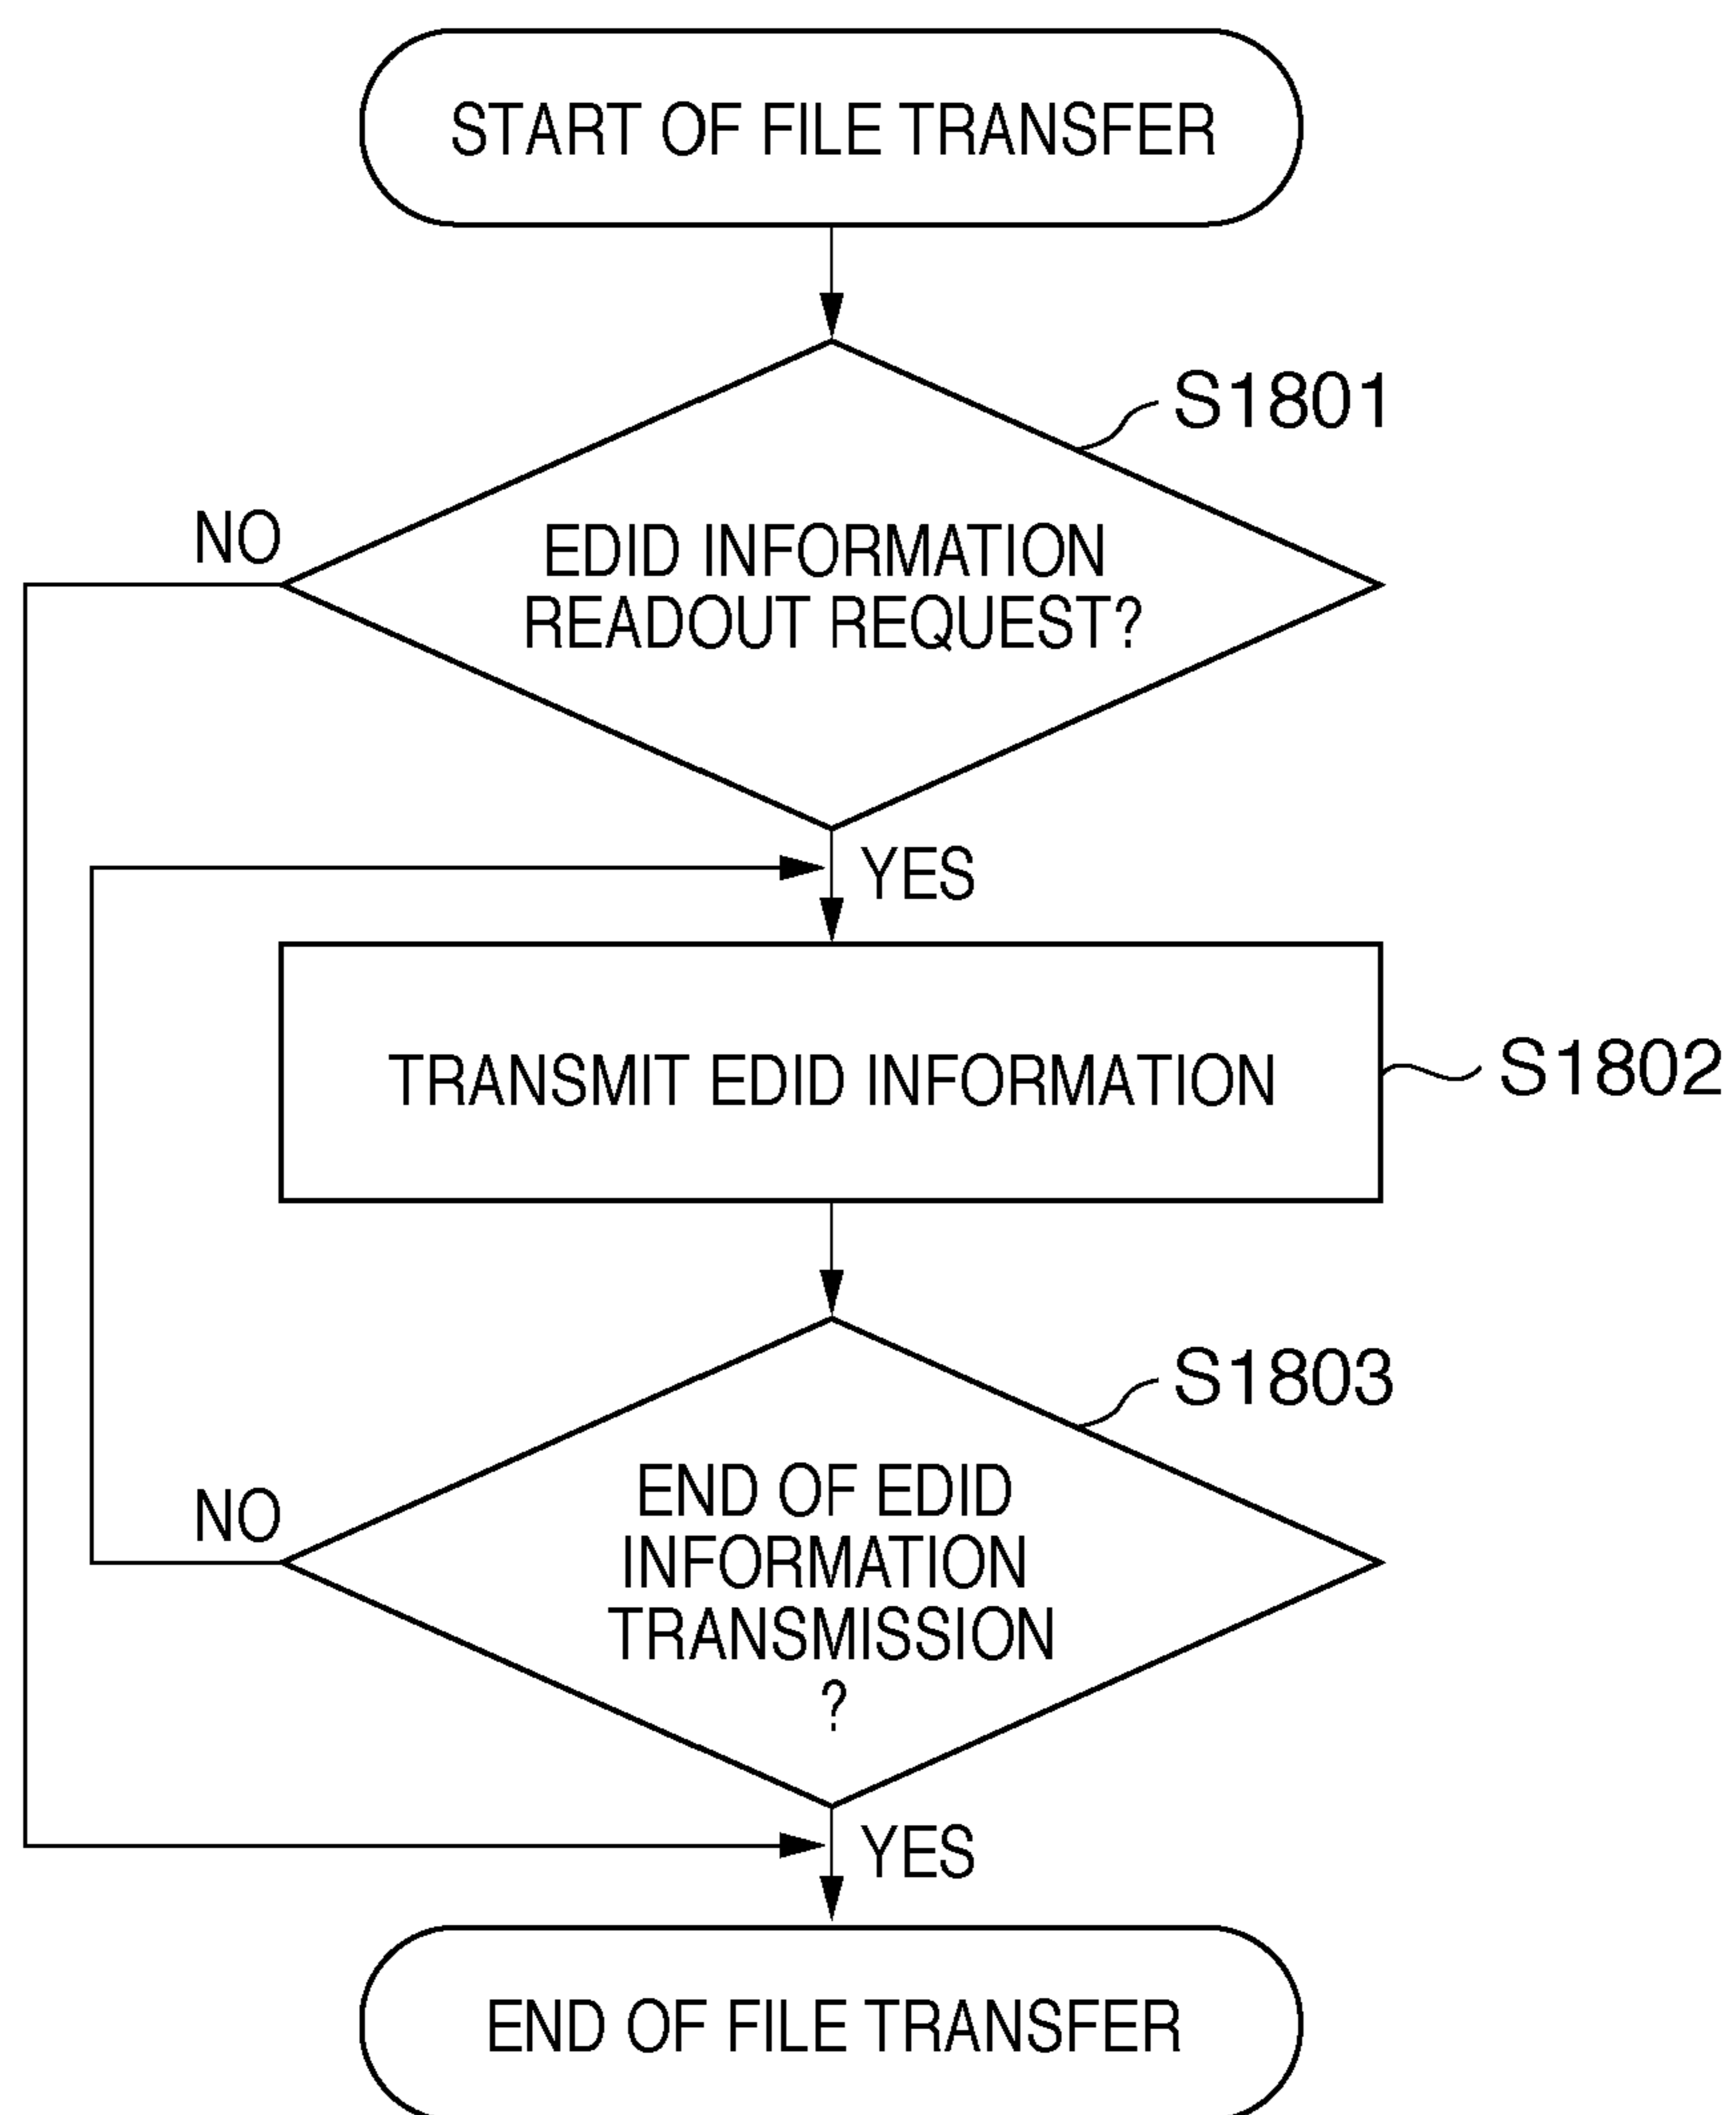 START OF FILE TRANSFER
S1801
NO
EDID INFORMATION
READOUT REQUEST?
YES
TRANSMIT EDID INFORMATION
S1802
S1803
NO
END OF EDID
INFORMATION
TRANSMISSION
?
YES
END OF FILE TRANSFER